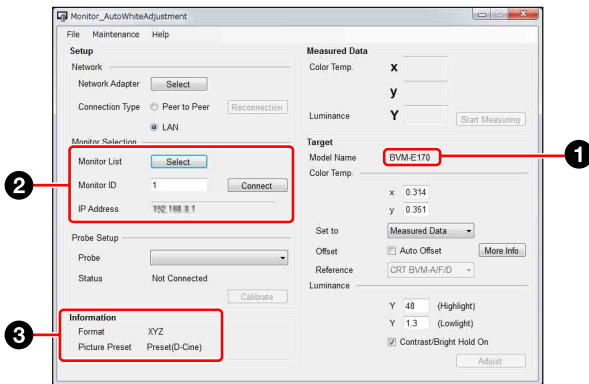 Monitor_AutoWhiteAdjustment
File Maintenance Help
Setup
Network
Network Adapter Select
Connection Type Peer to Peer Reconnection
LAN
Monitor Selection
Monitor List Select
Monitor ID 1 Connect
IP Address
Probe Setup
Probe
Status Not Connected
Calibrate
Information
Format XYZ
Picture Preset Preset(D-Cine)
Measured Data
Color Temp. x
y
Luminance Y Start Measuring
Target
Model Name BVM-E170
Color Temp.
x 0.314
y 0.351
Set to Measured Data
Offset Auto Offset More Info
Reference CRT BVM-A/F/D
Luminance
Y 48 (Highlight)
Y 1.3 (Lowlight)
Contrast/Bright Hold On
Adjust
1
2
3